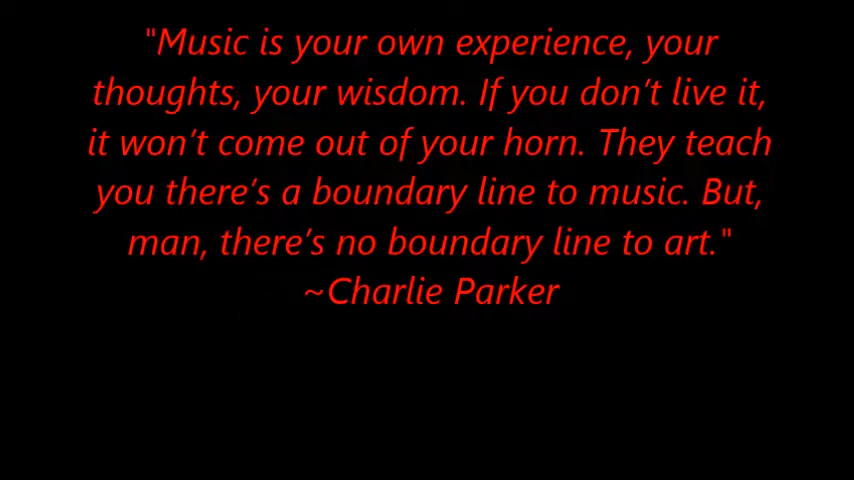 "Music is your own experience, your
thoughts, your wisdom. If you don’t live it,
it won’t come out of your horn. They teach
you there’s a boundary line to music. But,
man, there’s no boundary line to art."
~Charlie Parker